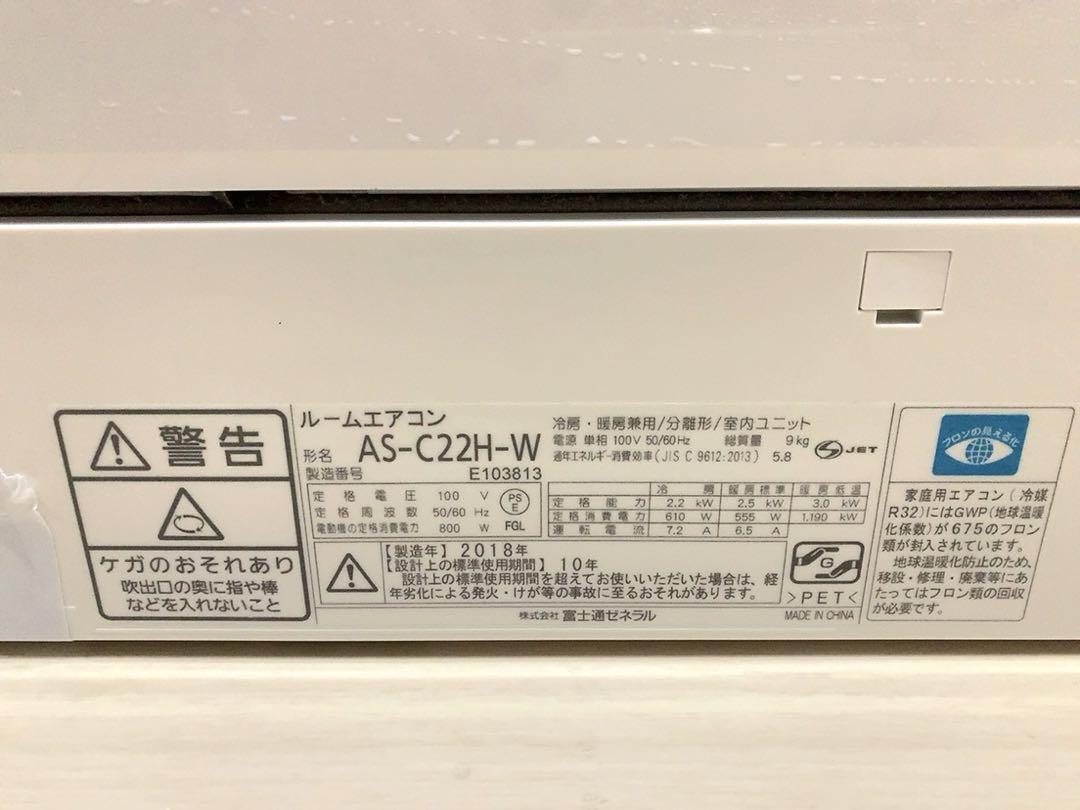 警告
ケガのおそれあり
吹出口の奥に指や棒
などを入れないこと
ルームエアコン
形名 AS-C22H-W
製造番号 E103813
定格電圧 100 V
定格周波数 50/60 Hz
電動機の定格消費電力 800 W
PS
E
FGL
冷房・暖房兼用/分離形/室内ユニット
電源 単相 100V 50/60Hz 総質量 9kg
通年エネルギー消費効率(JIS C 9612:2013) 5.8
JET
冷房 暖房標準 暖房低温
定格能力 2.2 kW 2.5 kW 3.0 kW
定格消費電力 610 W 555 W 1.190 kW
運転電流 7.2 A 6.5 A
【製造年】2018年
【設計上の標準使用期間】10年
設計上の標準使用期間を超えてお使いいただいた場合は、経
年劣化による発火・けが等の事故に至るおそれがあります。
G
>PET<
株式会社 富士通ゼネラル
MADE IN CHINA
フロンの見える化
家庭用エアコン(冷媒
R32)にはGWP(地球温暖
化係数)が675のフロン
類が封入されています。
地球温暖化防止のため、
移設・修理・廃棄等にあ
たってはフロン類の回収
が必要です。